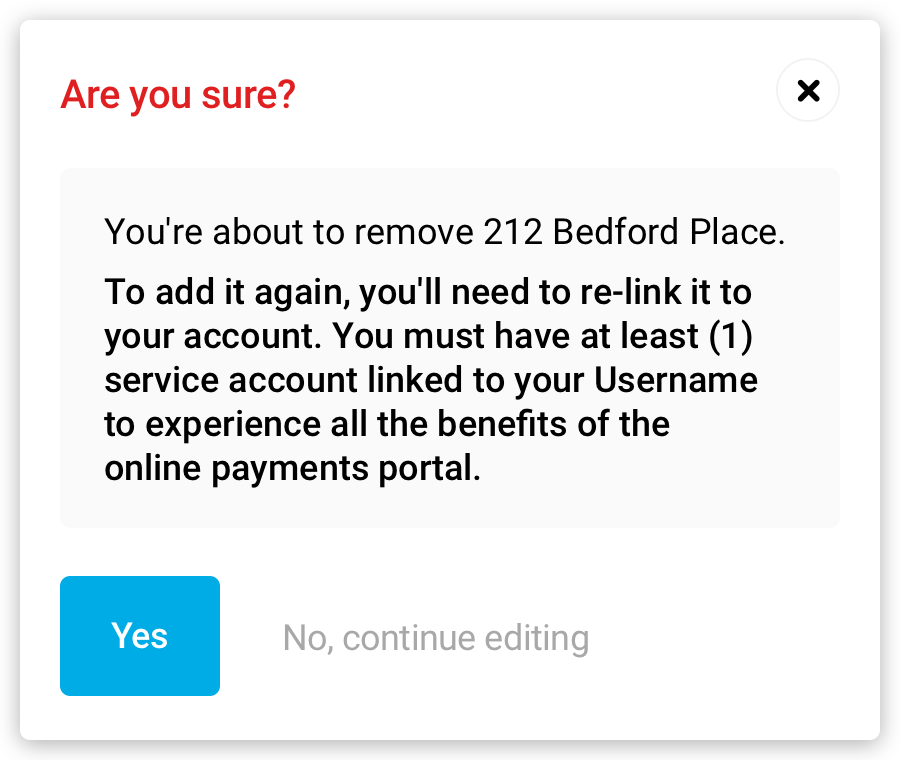 Are you sure?
You're about to remove 212 Bedford Place.
To add it again, you'll need to re-link it to
your account. You must have at least (1)
service account linked to your Username
to experience all the benefits of the
online payments portal.
Yes
No, continue editing